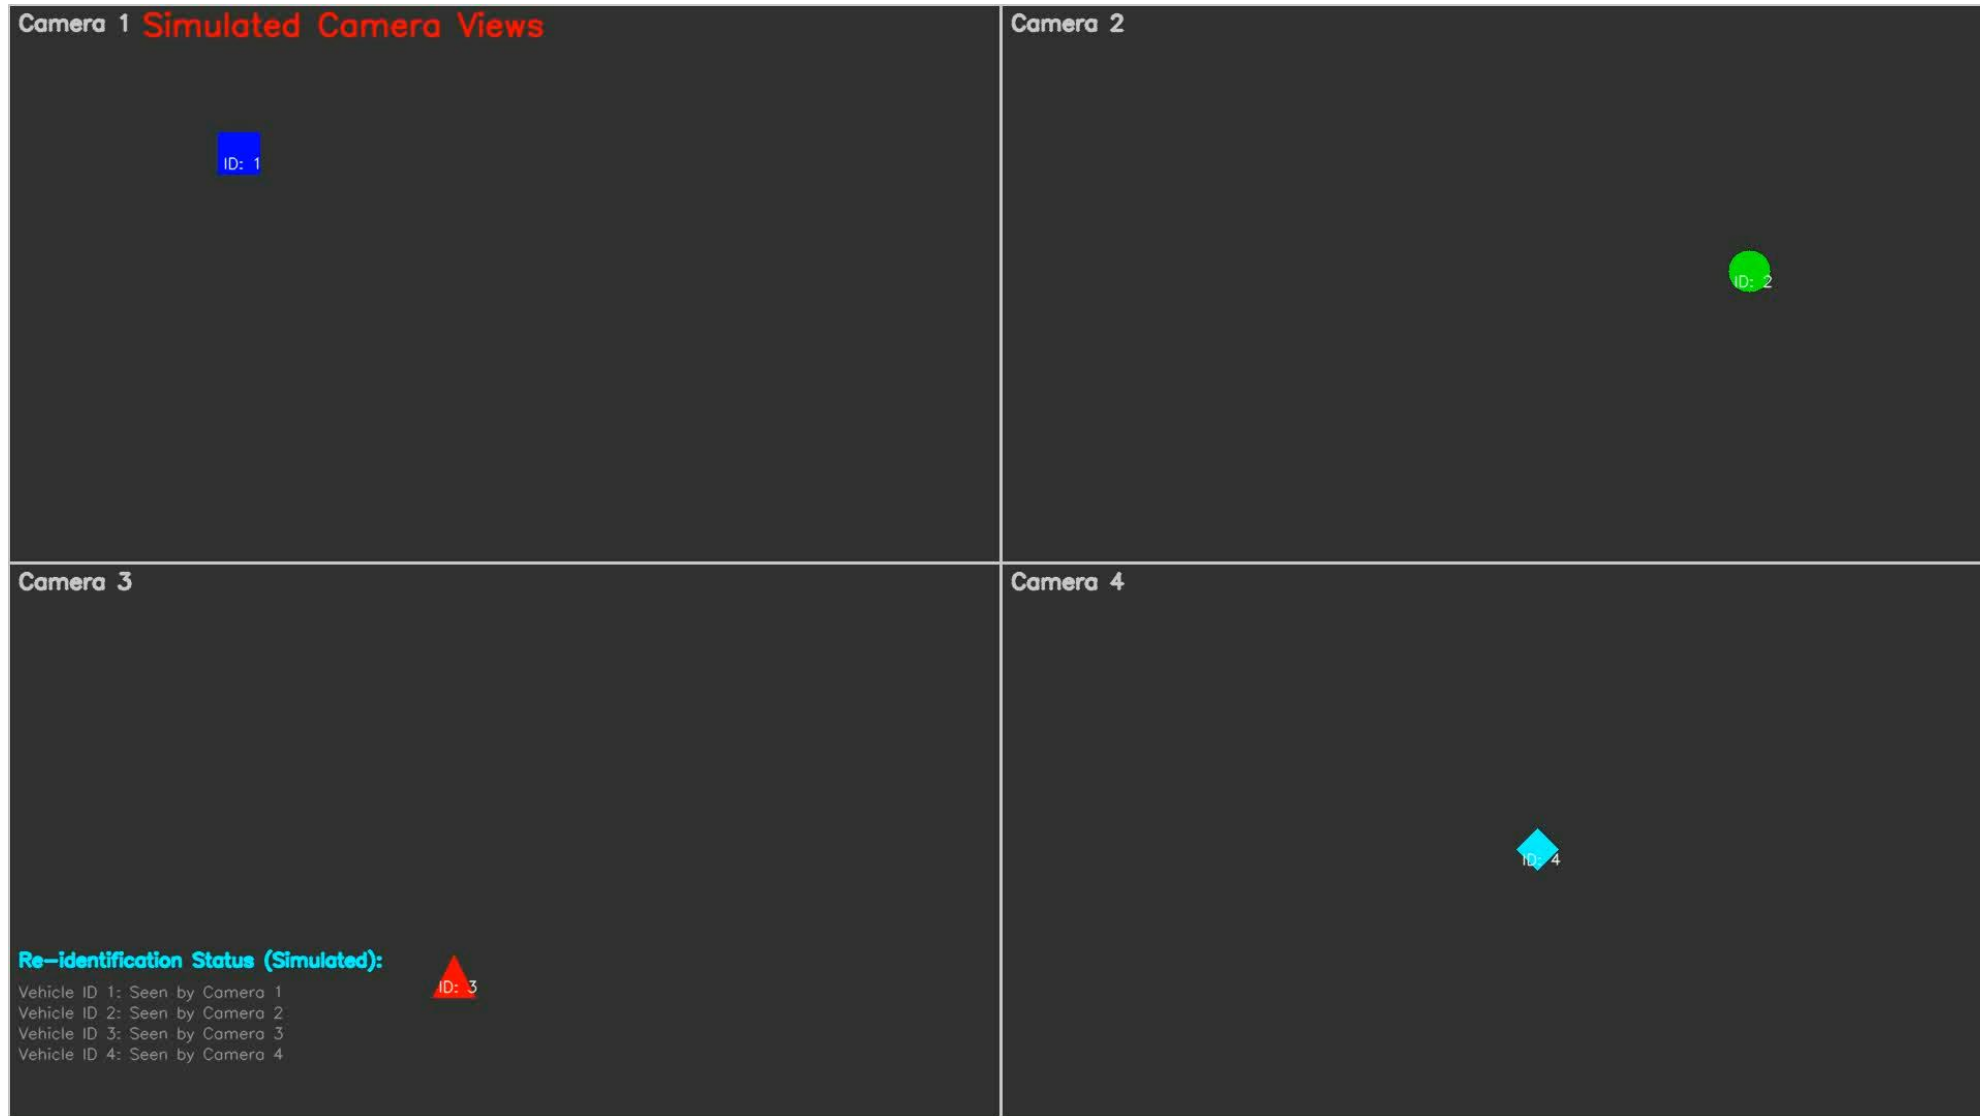 Camera 1
Simulated Camera Views
ID: 1
Camera 2
ID: 2
Camera 3
Re-identification Status (Simulated):
Vehicle ID 1: Seen by Camera 1
Vehicle ID 2: Seen by Camera 2
Vehicle ID 3: Seen by Camera 3
Vehicle ID 4: Seen by Camera 4
ID: 3
Camera 4
ID: 4